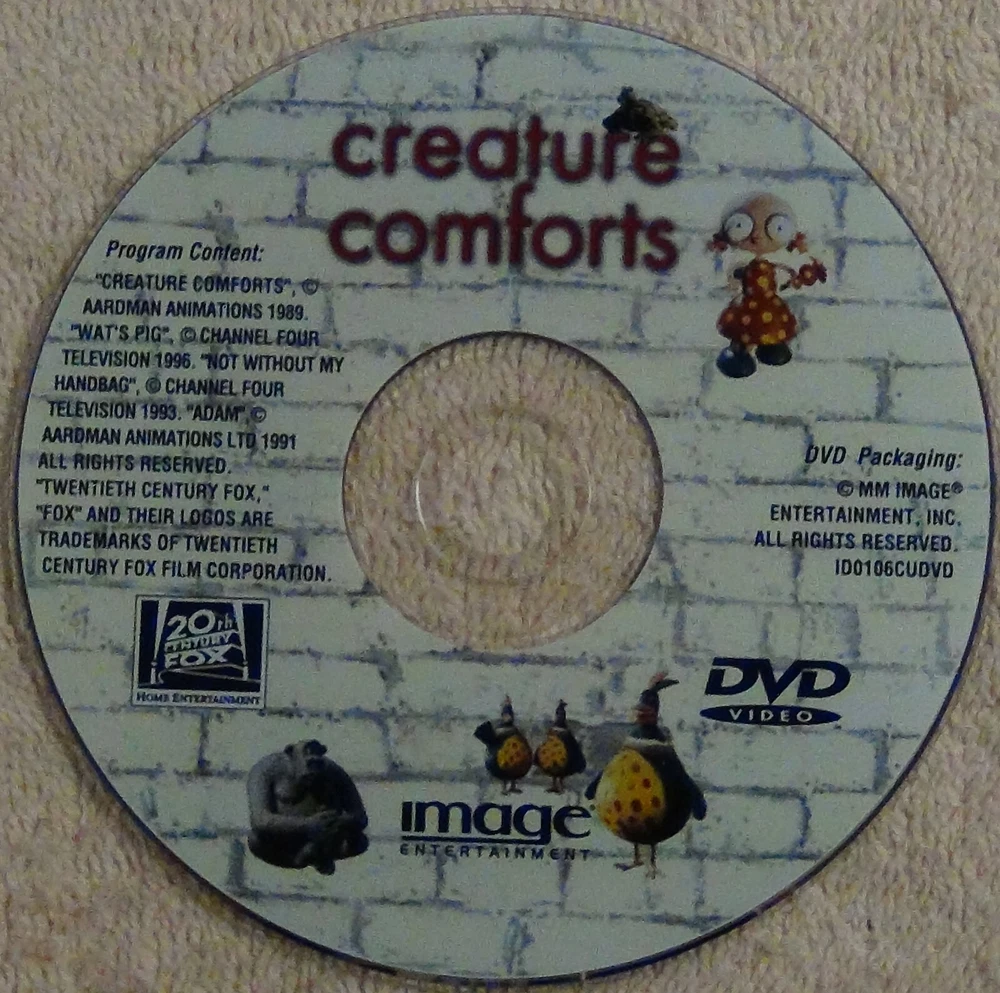 creature
comforts
Program Content:
"CREATURE COMFORTS", ©
AARDMAN ANIMATIONS 1989.
"WAT'S PIG", © CHANNEL FOUR
TELEVISION 1996. "NOT WITHOUT MY
HANDBAG", © CHANNEL FOUR
TELEVISION 1993. "ADAM" ©
AARDMAN ANIMATIONS LTD 1991
ALL RIGHTS RESERVED.
"TWENTIETH CENTURY FOX,"
"FOX" AND THEIR LOGOS ARE
TRADEMARKS OF TWENTIETH
CENTURY FOX FILM CORPORATION.
DVD Packaging:
© MM IMAGE®
ENTERTAINMENT, INC.
ALL RIGHTS RESERVED.
ID0106CUDVD
20th
CENTURY
FOX
HOME ENTERTAINMENT
DVD
VIDEO
image
ENTERTAINMENT